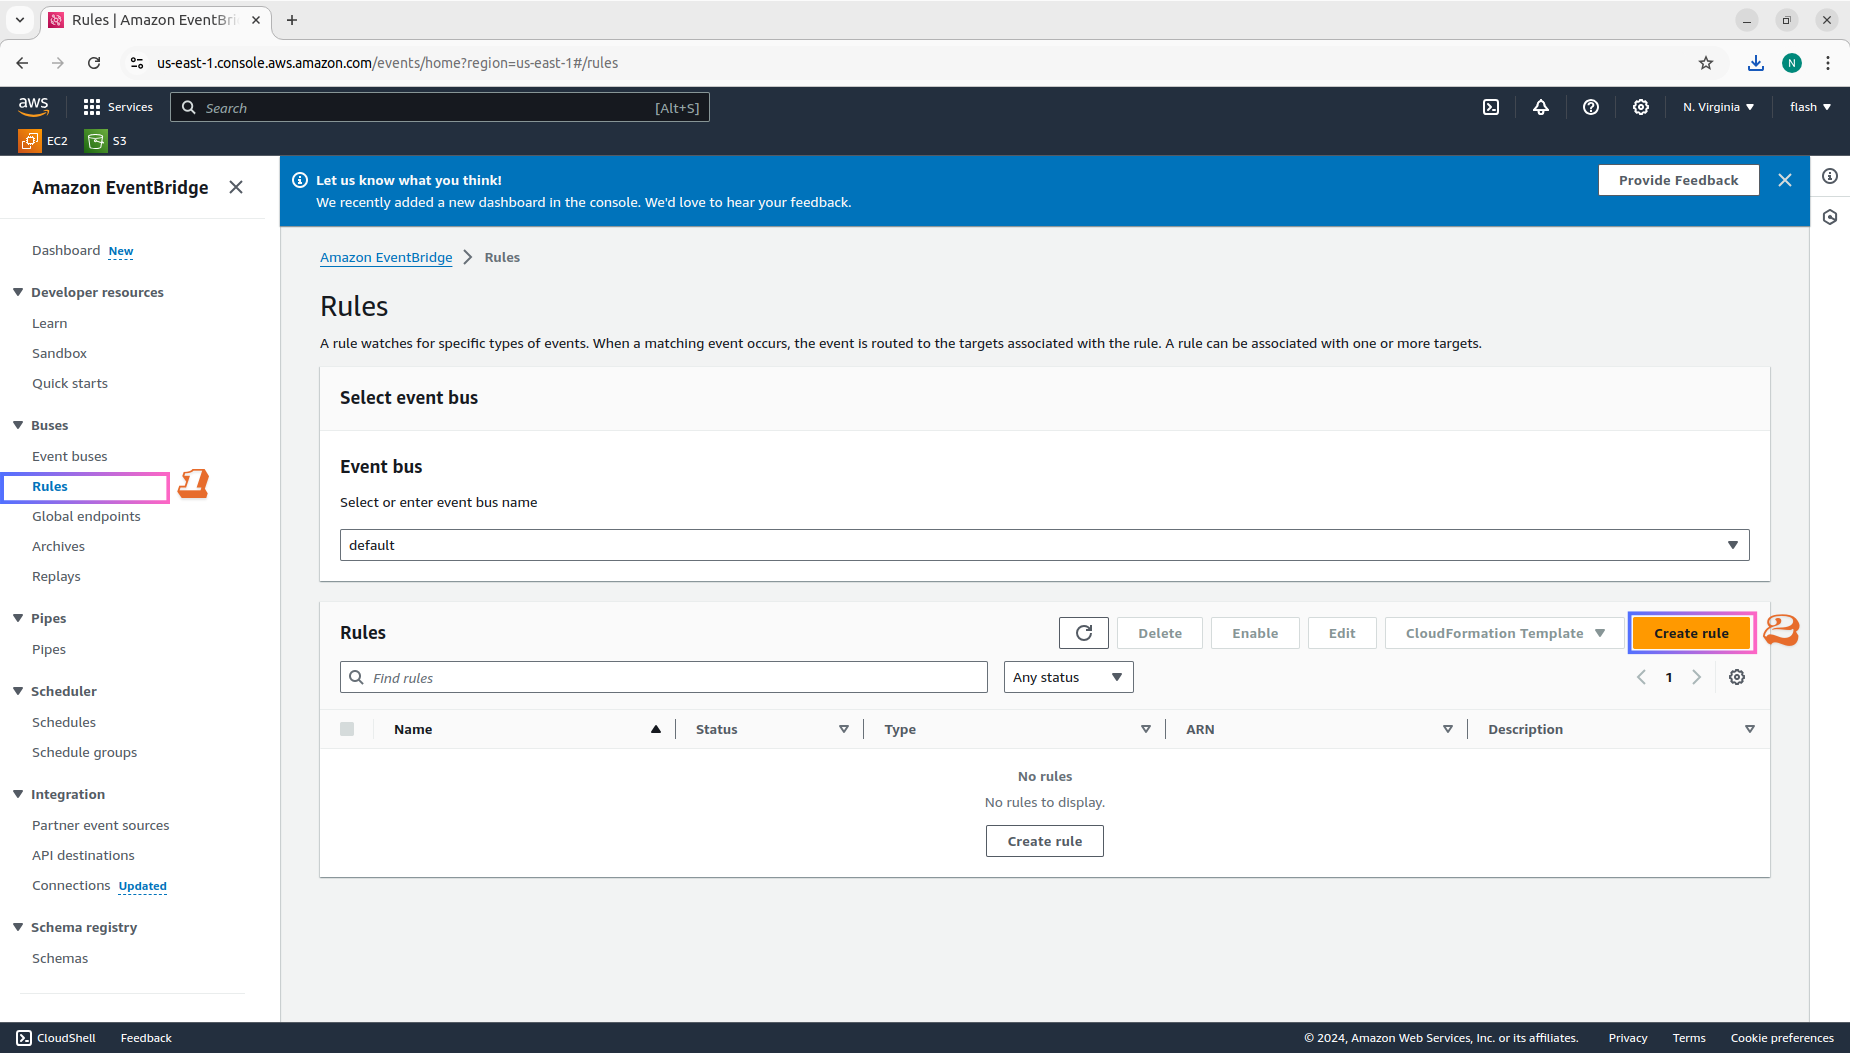 Rules | Amazon EventBri
us-east-1.console.aws.amazon.com/events/home?region=us-east-1#/rules
N
aws
Services
Search
[Alt+S]
N. Virginia
flash
EC2
S3
Amazon EventBridge
Dashboard New
Developer resources
Learn
Sandbox
Quick starts
Buses
Event buses
Rules
1
Global endpoints
Archives
Replays
Pipes
Pipes
Scheduler
Schedules
Schedule groups
Integration
Partner event sources
API destinations
Connections Updated
Schema registry
Schemas
Let us know what you think!
We recently added a new dashboard in the console. We'd love to hear your feedback.
Provide Feedback
Amazon EventBridge > Rules
Rules
A rule watches for specific types of events. When a matching event occurs, the event is routed to the targets associated with the rule. A rule can be associated with one or more targets.
Select event bus
Event bus
Select or enter event bus name
default
Rules
Delete
Enable
Edit
CloudFormation Template
Create rule
2
Find rules
Any status
1
Name
Status
Type
ARN
Description
No rules
No rules to display.
Create rule
CloudShell
Feedback
© 2024, Amazon Web Services, Inc. or its affiliates.
Privacy
Terms
Cookie preferences